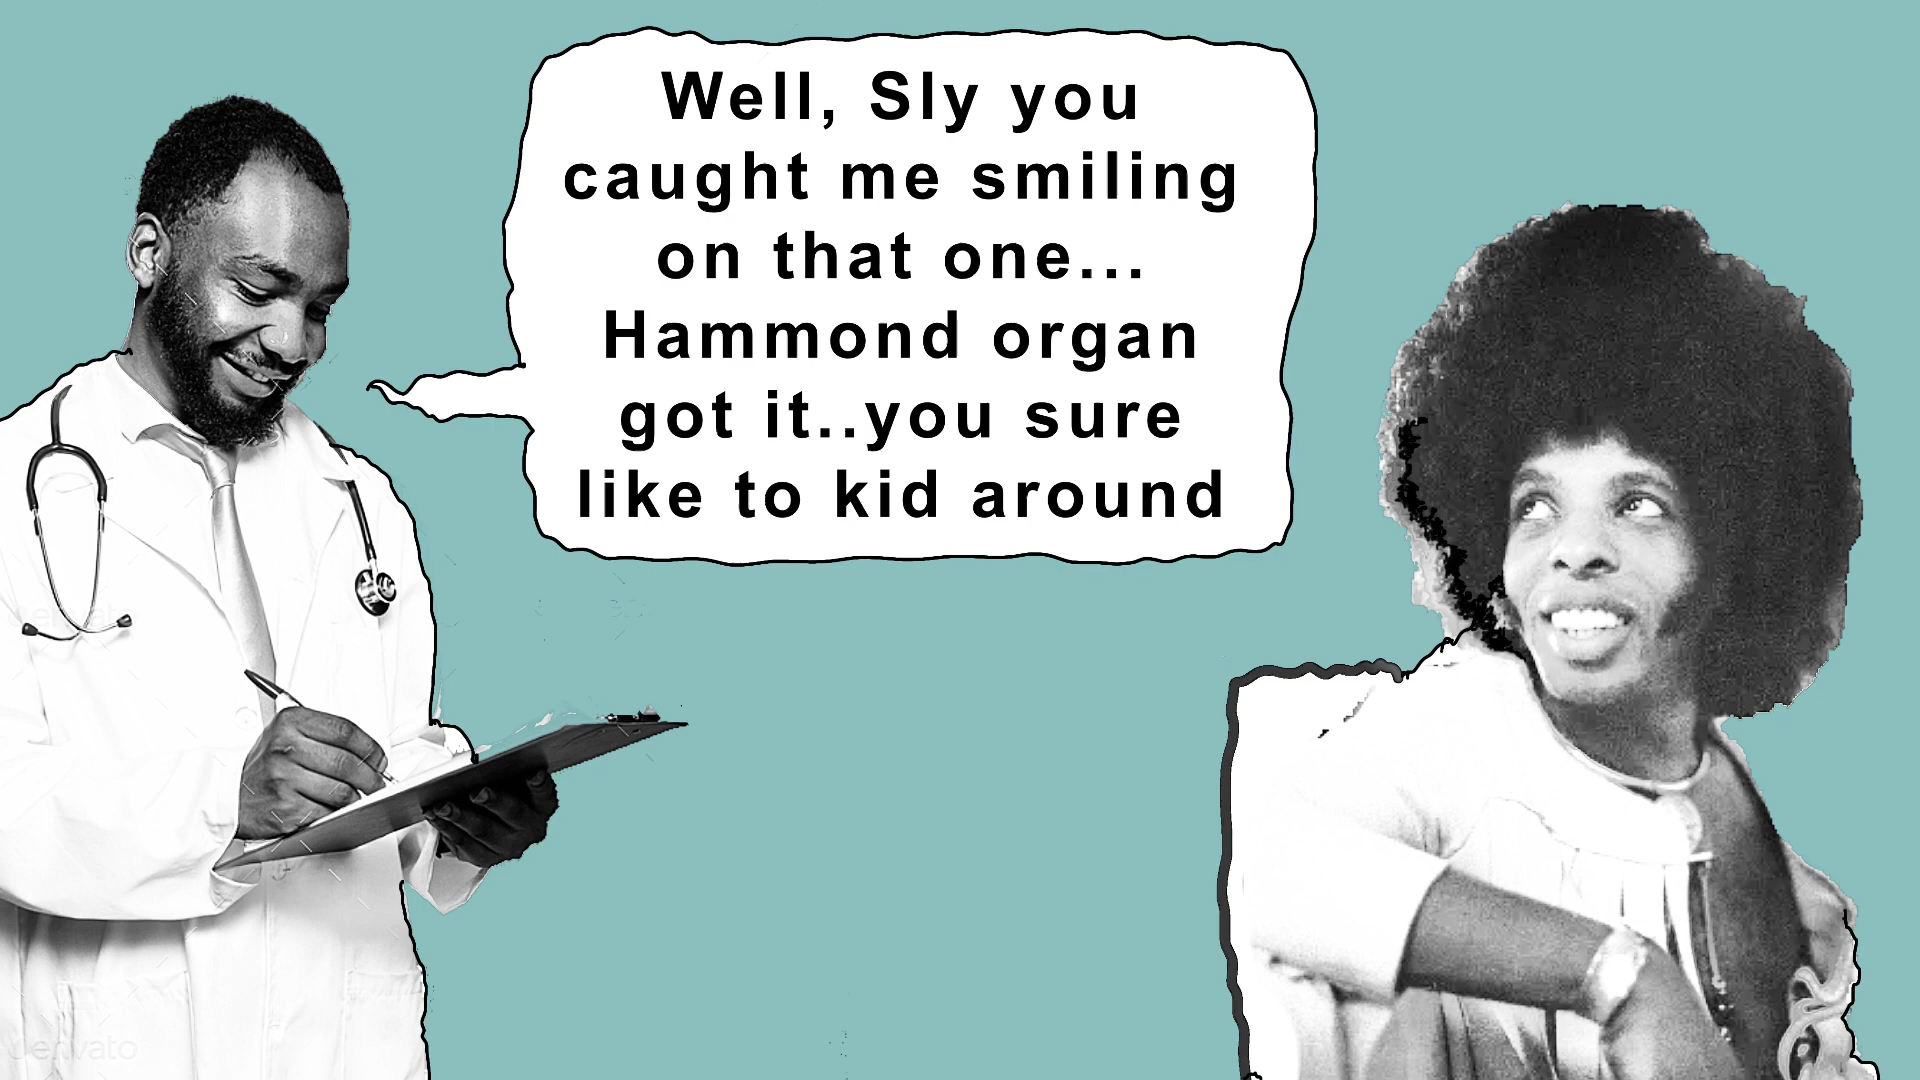 Well, Sly you
caught me smiling
on that one...
Hammond organ
got it..you sure
like to kid around
envato